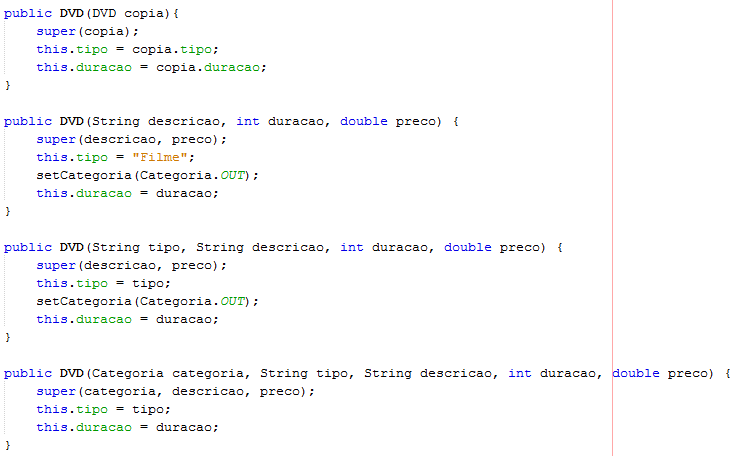 public DVD(DVD copia){
    super(copia);
    this.tipo = copia.tipo;
    this.duracao = copia.duracao;
}

public DVD(String descricao, int duracao, double preco) {
    super(descricao, preco);
    this.tipo = "Filme";
    setCategoria(Categoria.OUT);
    this.duracao = duracao;
}

public DVD(String tipo, String descricao, int duracao, double preco) {
    super(descricao, preco);
    this.tipo = tipo;
    setCategoria(Categoria.OUT);
    this.duracao = duracao;
}

public DVD(Categoria categoria, String tipo, String descricao, int duracao, double preco) {
    super(categoria, descricao, preco);
    this.tipo = tipo;
    this.duracao = duracao;
}